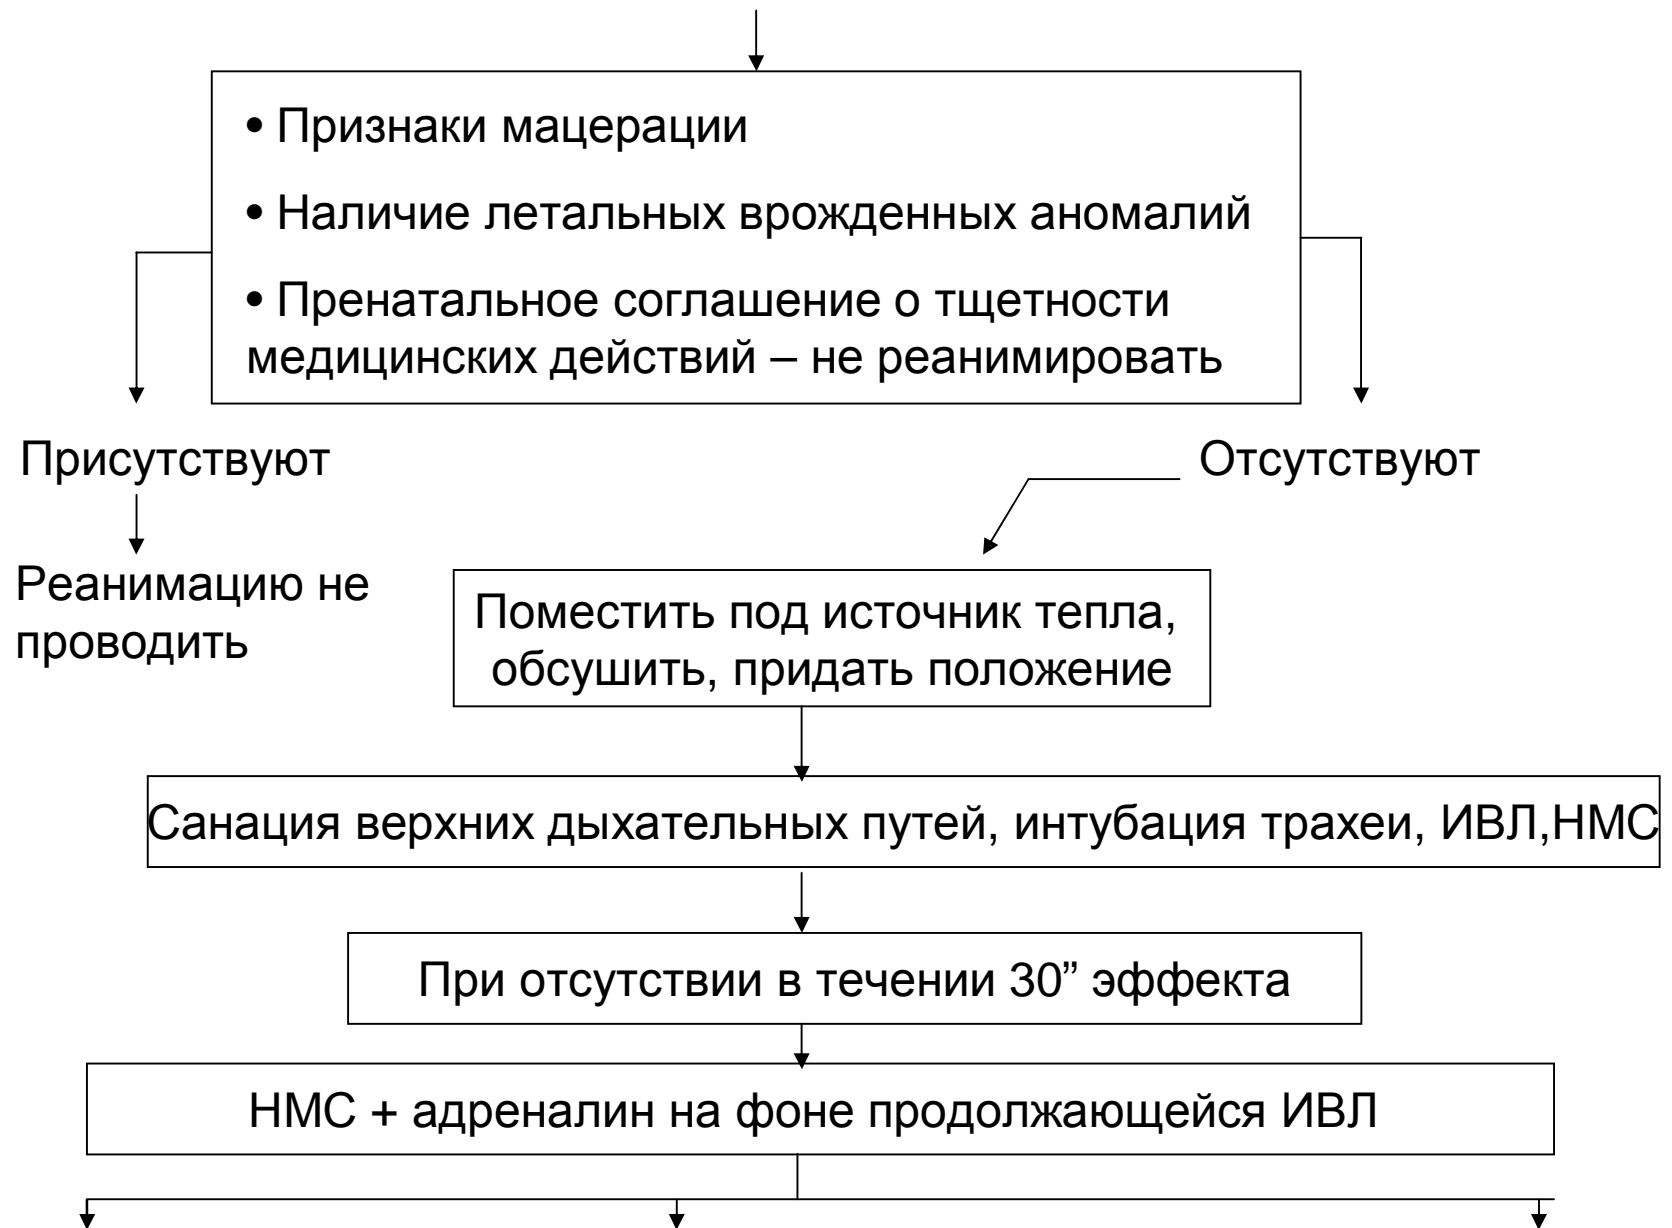 • Признаки мацерации
• Наличие летальных врожденных аномалий
• Пренатальное соглашение о тщетности
медицинских действий – не реанимировать
Присутствуют
Отсутствуют
Реанимацию не
проводить
Поместить под источник тепла,
обсушить, придать положение
Санация верхних дыхательных путей, интубация трахеи, ИВЛ,НМС
При отсутствии в течении 30” эффекта
НМС + адреналин на фоне продолжающейся ИВЛ